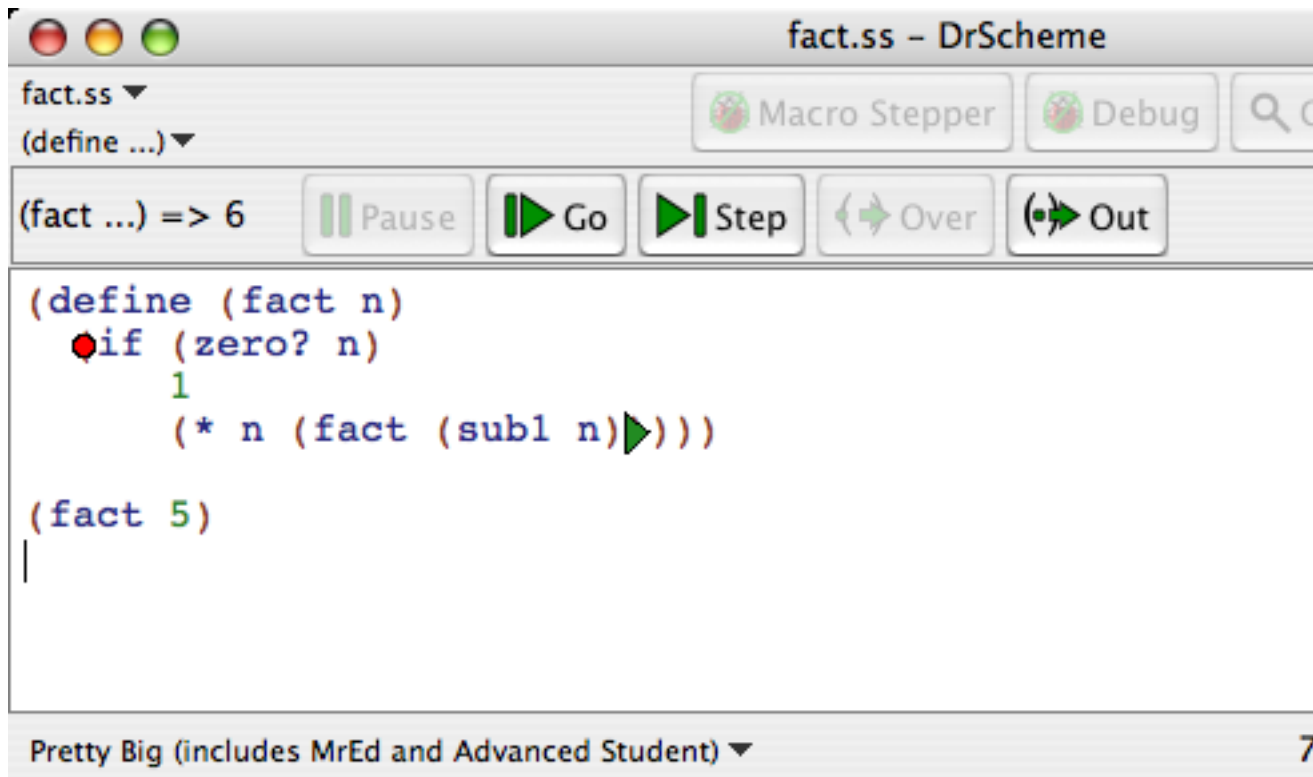 fact.ss – DrScheme
fact.ss
(define ...)
Macro Stepper Debug
(fact ...) => 6 Pause Go Step Over Out
(define (fact n)
(if (zero? n)
1
(* n (fact (sub1 n))))
(fact 5)
Pretty Big (includes MrEd and Advanced Student) 7